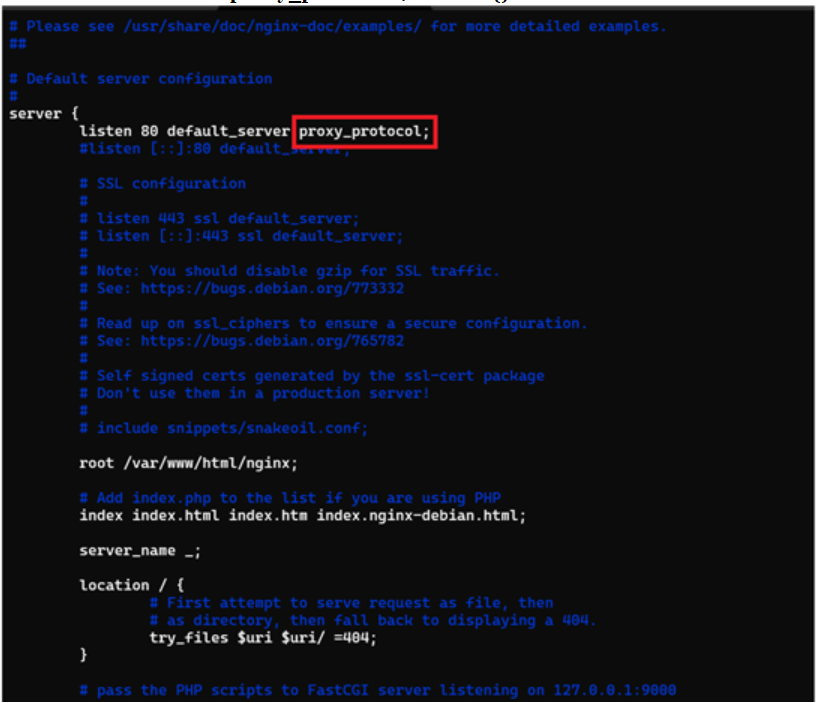 # Please see /usr/share/doc/nginx-doc/examples/ for more detailed examples.
##
# Default server configuration
#
server {
listen 80 default_server proxy_protocol;
#listen [::]:80 default_server;
# SSL configuration
#
# listen 443 ssl default_server;
# listen [::]:443 ssl default_server;
#
# Note: You should disable gzip for SSL traffic.
# See: https://bugs.debian.org/773332
#
# Read up on ssl_ciphers to ensure a secure configuration.
# See: https://bugs.debian.org/765782
#
# Self signed certs generated by the ssl-cert package
# Don't use them in a production server!
#
# include snippets/snakeoil.conf;
root /var/www/html/nginx;
# Add index.php to the list if you are using PHP
index index.html index.htm index.nginx-debian.html;
server_name _;
location / {
# First attempt to serve request as file, then
# as directory, then fall back to displaying a 404.
try_files $uri $uri/ =404;
}
# pass the PHP scripts to FastCGI server listening on 127.0.0.1:9000